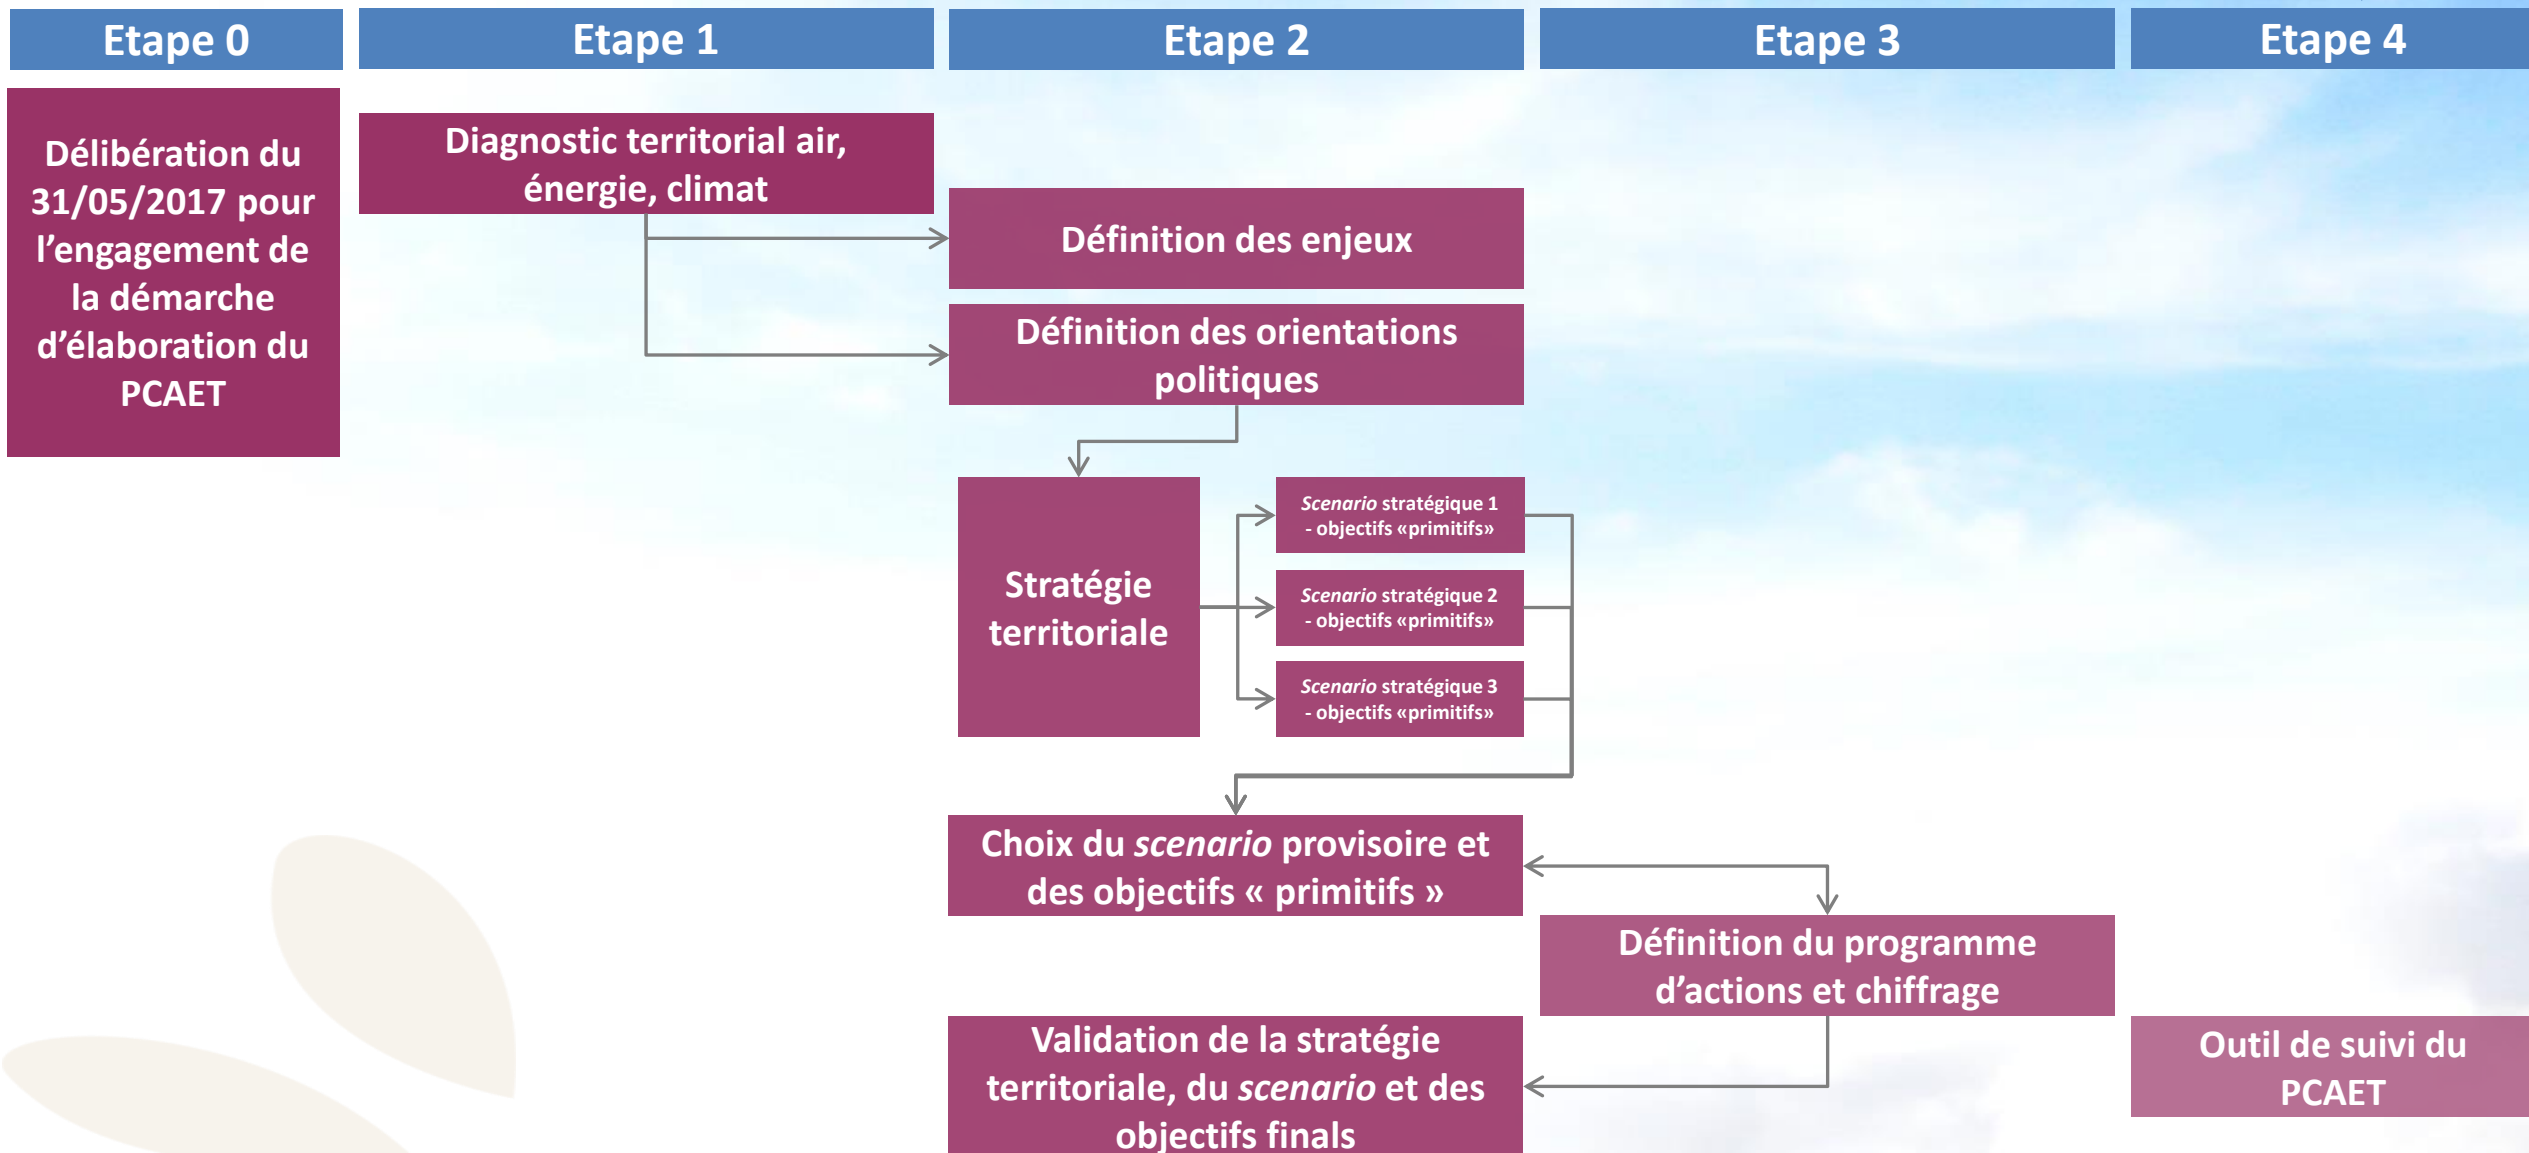 Etape 0
Etape 1
Etape 2
Etape 3
Etape 4
Délibération du
31/05/2017 pour
l’engagement de
la démarche
d’élaboration du
PCAET
Diagnostic territorial air,
énergie, climat
Définition des enjeux
Définition des orientations
politiques
Stratégie
territoriale
Scenario stratégique 1
- objectifs «primitifs»
Scenario stratégique 2
- objectifs «primitifs»
Scenario stratégique 3
- objectifs «primitifs»
Choix du scenario provisoire et
des objectifs « primitifs »
Définition du programme
d’actions et chiffrage
Validation de la stratégie
territoriale, du scenario et des
objectifs finals
Outil de suivi du
PCAET